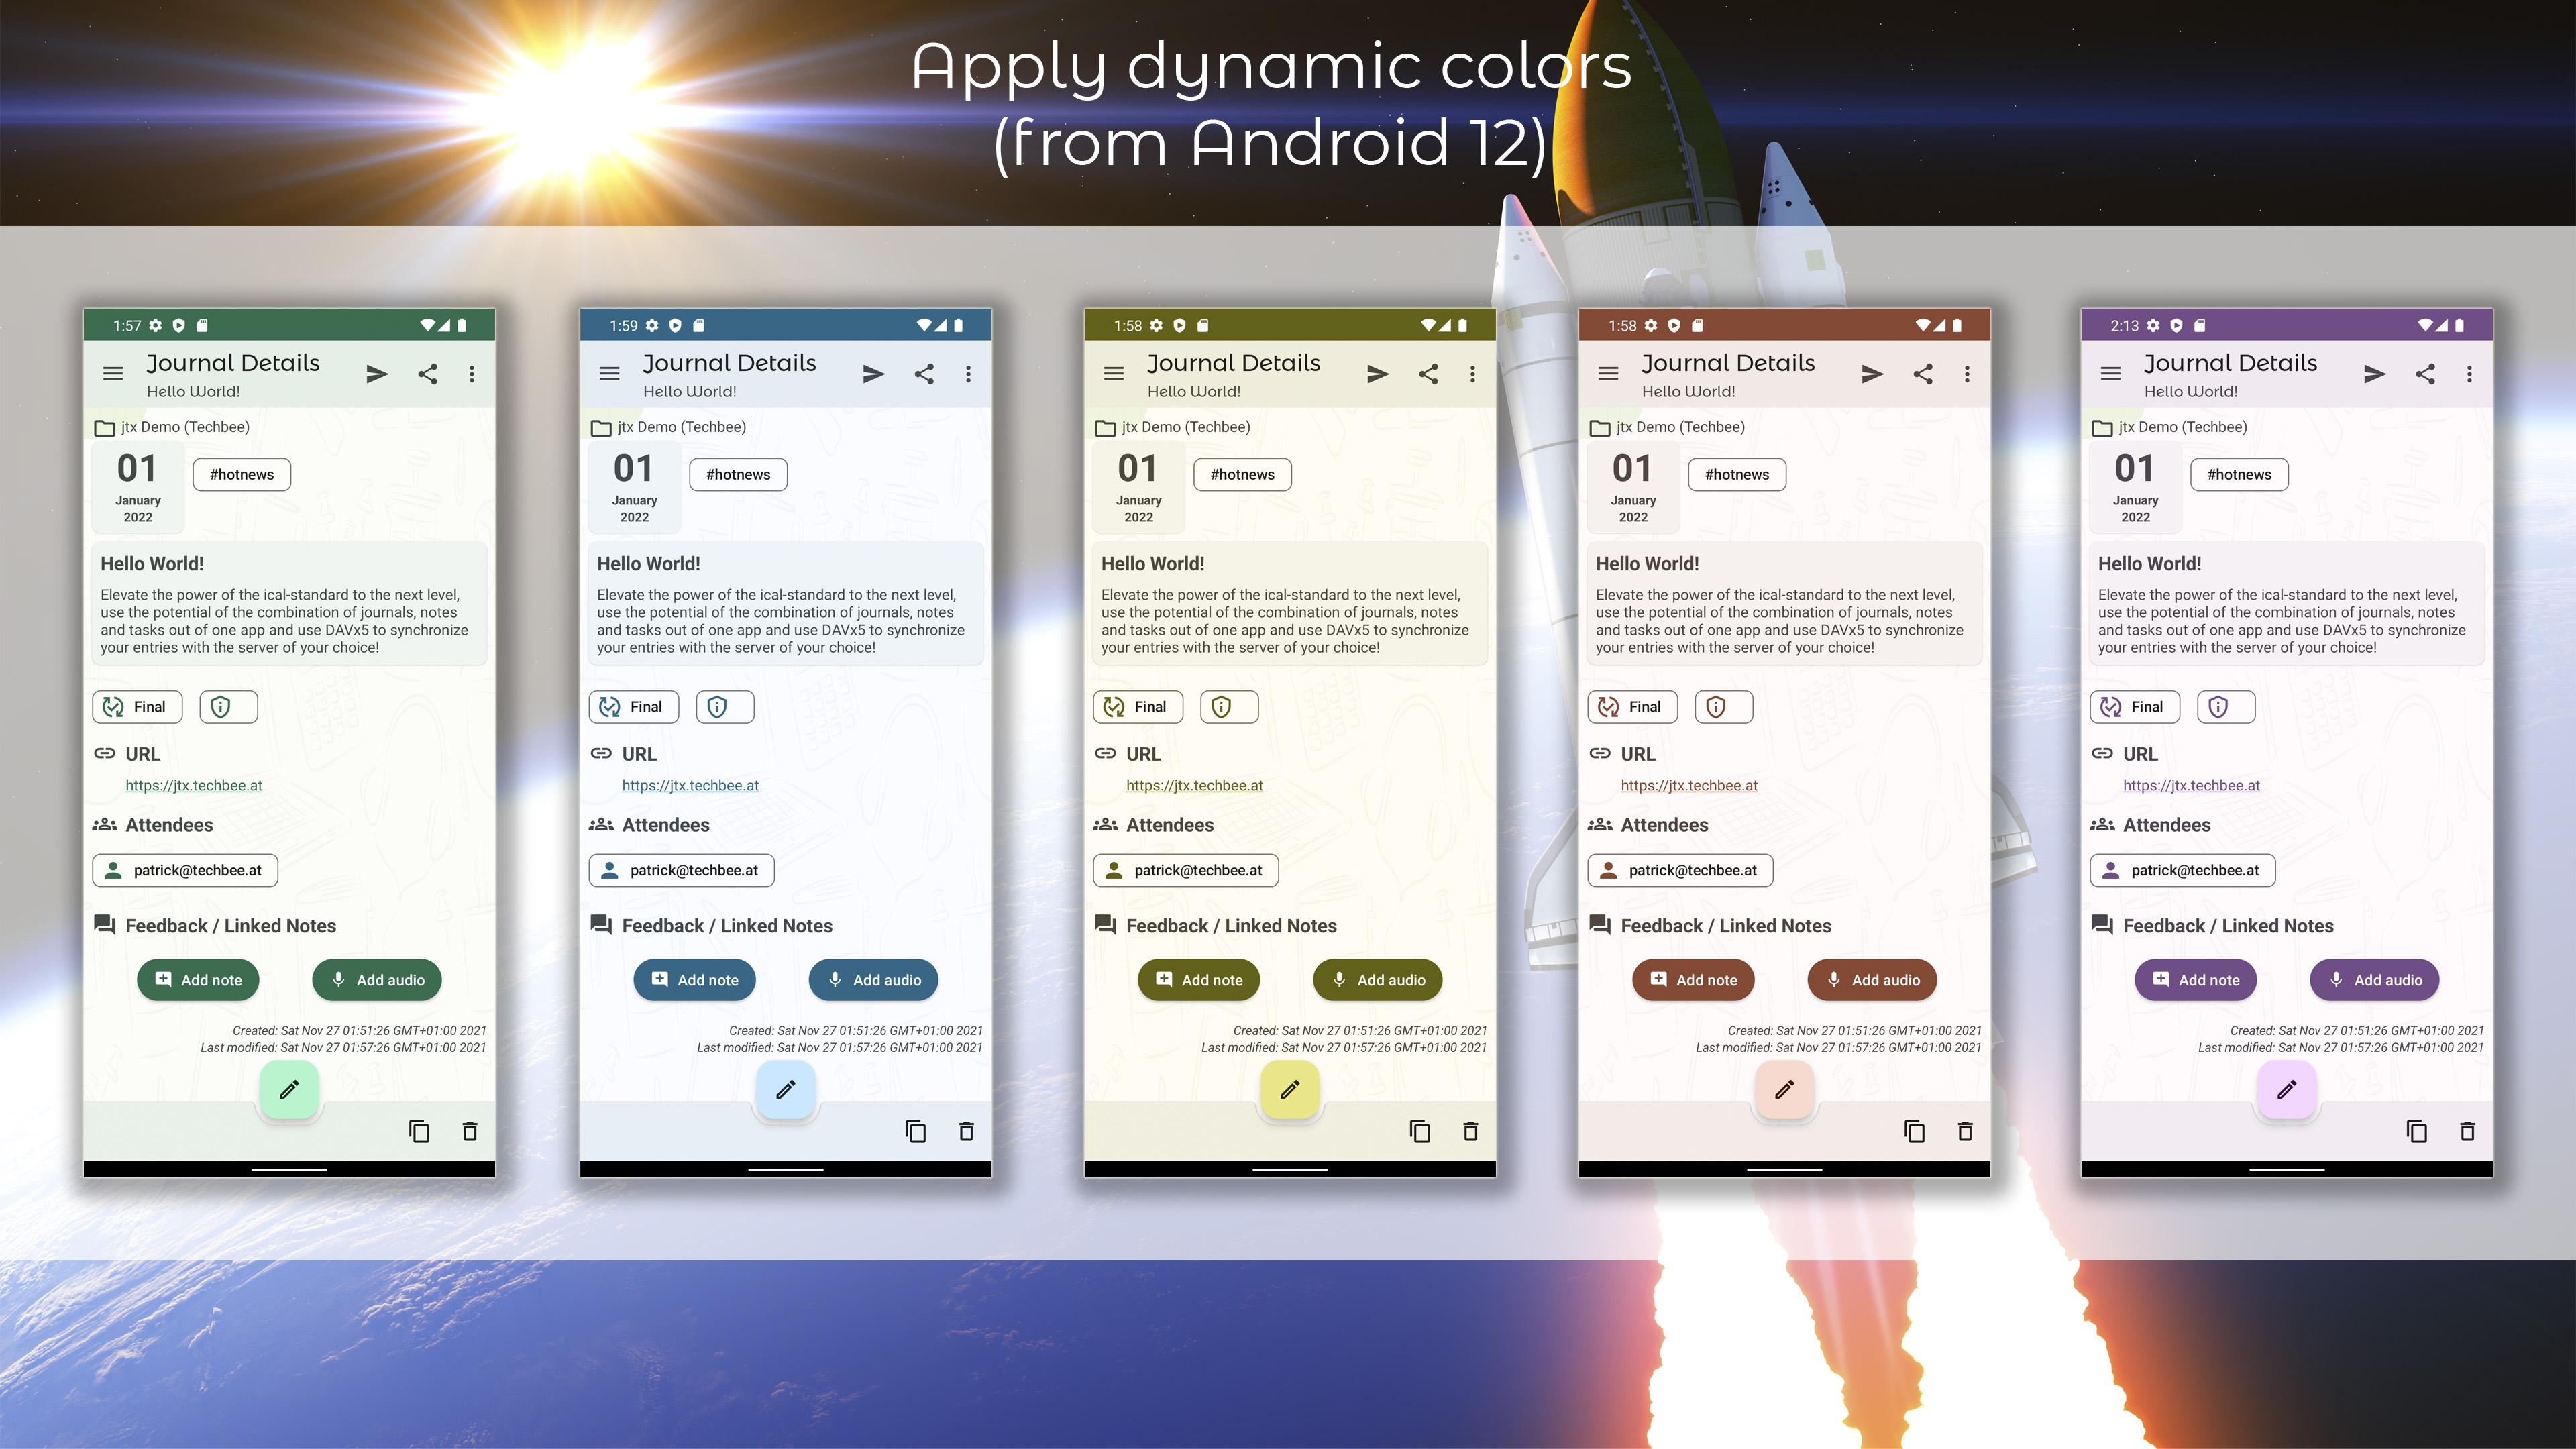 Apply dynamic colors
(from Android 12)
1:57
Journal Details
Hello World!
jtx Demo (Techbee)
01
January
2022
#hotnews
Hello World!
Elevate the power of the ical-standard to the next level,
use the potential of the combination of journals, notes
and tasks out of one app and use DAVx5 to synchronize
your entries with the server of your choice!
Final
URL
https://jtx.techbee.at
Attendees
patrick@techbee.at
Feedback / Linked Notes
Add note
Add audio
Created: Sat Nov 27 01:51:26 GMT+01:00 2021
Last modified: Sat Nov 27 01:57:26 GMT+01:00 2021
1:59
Journal Details
Hello World!
jtx Demo (Techbee)
01
January
2022
#hotnews
Hello World!
Elevate the power of the ical-standard to the next level,
use the potential of the combination of journals, notes
and tasks out of one app and use DAVx5 to synchronize
your entries with the server of your choice!
Final
URL
https://jtx.techbee.at
Attendees
patrick@techbee.at
Feedback / Linked Notes
Add note
Add audio
Created: Sat Nov 27 01:51:26 GMT+01:00 2021
Last modified: Sat Nov 27 01:57:26 GMT+01:00 2021
1:58
Journal Details
Hello World!
jtx Demo (Techbee)
01
January
2022
#hotnews
Hello World!
Elevate the power of the ical-standard to the next level,
use the potential of the combination of journals, notes
and tasks out of one app and use DAVx5 to synchronize
your entries with the server of your choice!
Final
URL
https://jtx.techbee.at
Attendees
patrick@techbee.at
Feedback / Linked Notes
Add note
Add audio
Created: Sat Nov 27 01:51:26 GMT+01:00 2021
Last modified: Sat Nov 27 01:57:26 GMT+01:00 2021
1:58
Journal Details
Hello World!
jtx Demo (Techbee)
01
January
2022
#hotnews
Hello World!
Elevate the power of the ical-standard to the next level,
use the potential of the combination of journals, notes
and tasks out of one app and use DAVx5 to synchronize
your entries with the server of your choice!
Final
URL
https://jtx.techbee.at
Attendees
patrick@techbee.at
Feedback / Linked Notes
Add note
Add audio
Created: Sat Nov 27 01:51:26 GMT+01:00 2021
Last modified: Sat Nov 27 01:57:26 GMT+01:00 2021
2:13
Journal Details
Hello World!
jtx Demo (Techbee)
01
January
2022
#hotnews
Hello World!
Elevate the power of the ical-standard to the next level,
use the potential of the combination of journals, notes
and tasks out of one app and use DAVx5 to synchronize
your entries with the server of your choice!
Final
URL
https://jtx.techbee.at
Attendees
patrick@techbee.at
Feedback / Linked Notes
Add note
Add audio
Created: Sat Nov 27 01:51:26 GMT+01:00 2021
Last modified: Sat Nov 27 01:57:26 GMT+01:00 2021